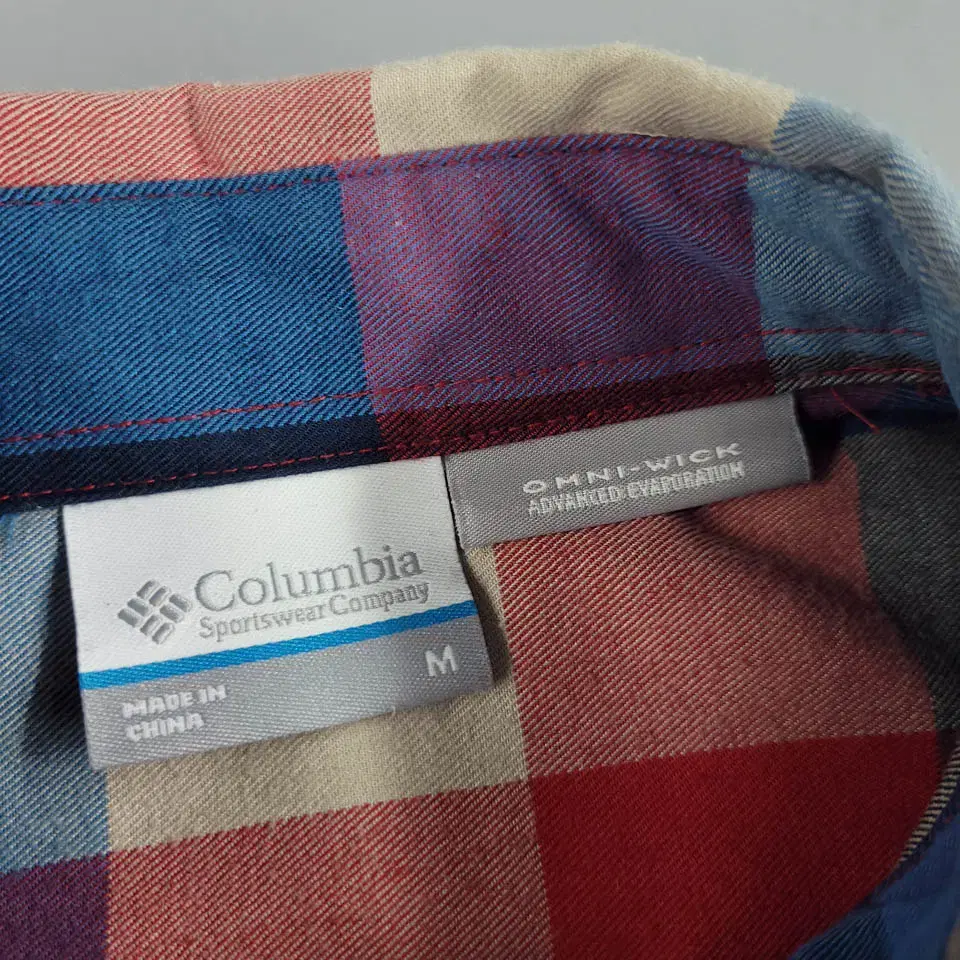 Columbia
Sportswear Company
M
MADE IN
CHINA
OMNI-WICK
ADVANCED EVAPORATION